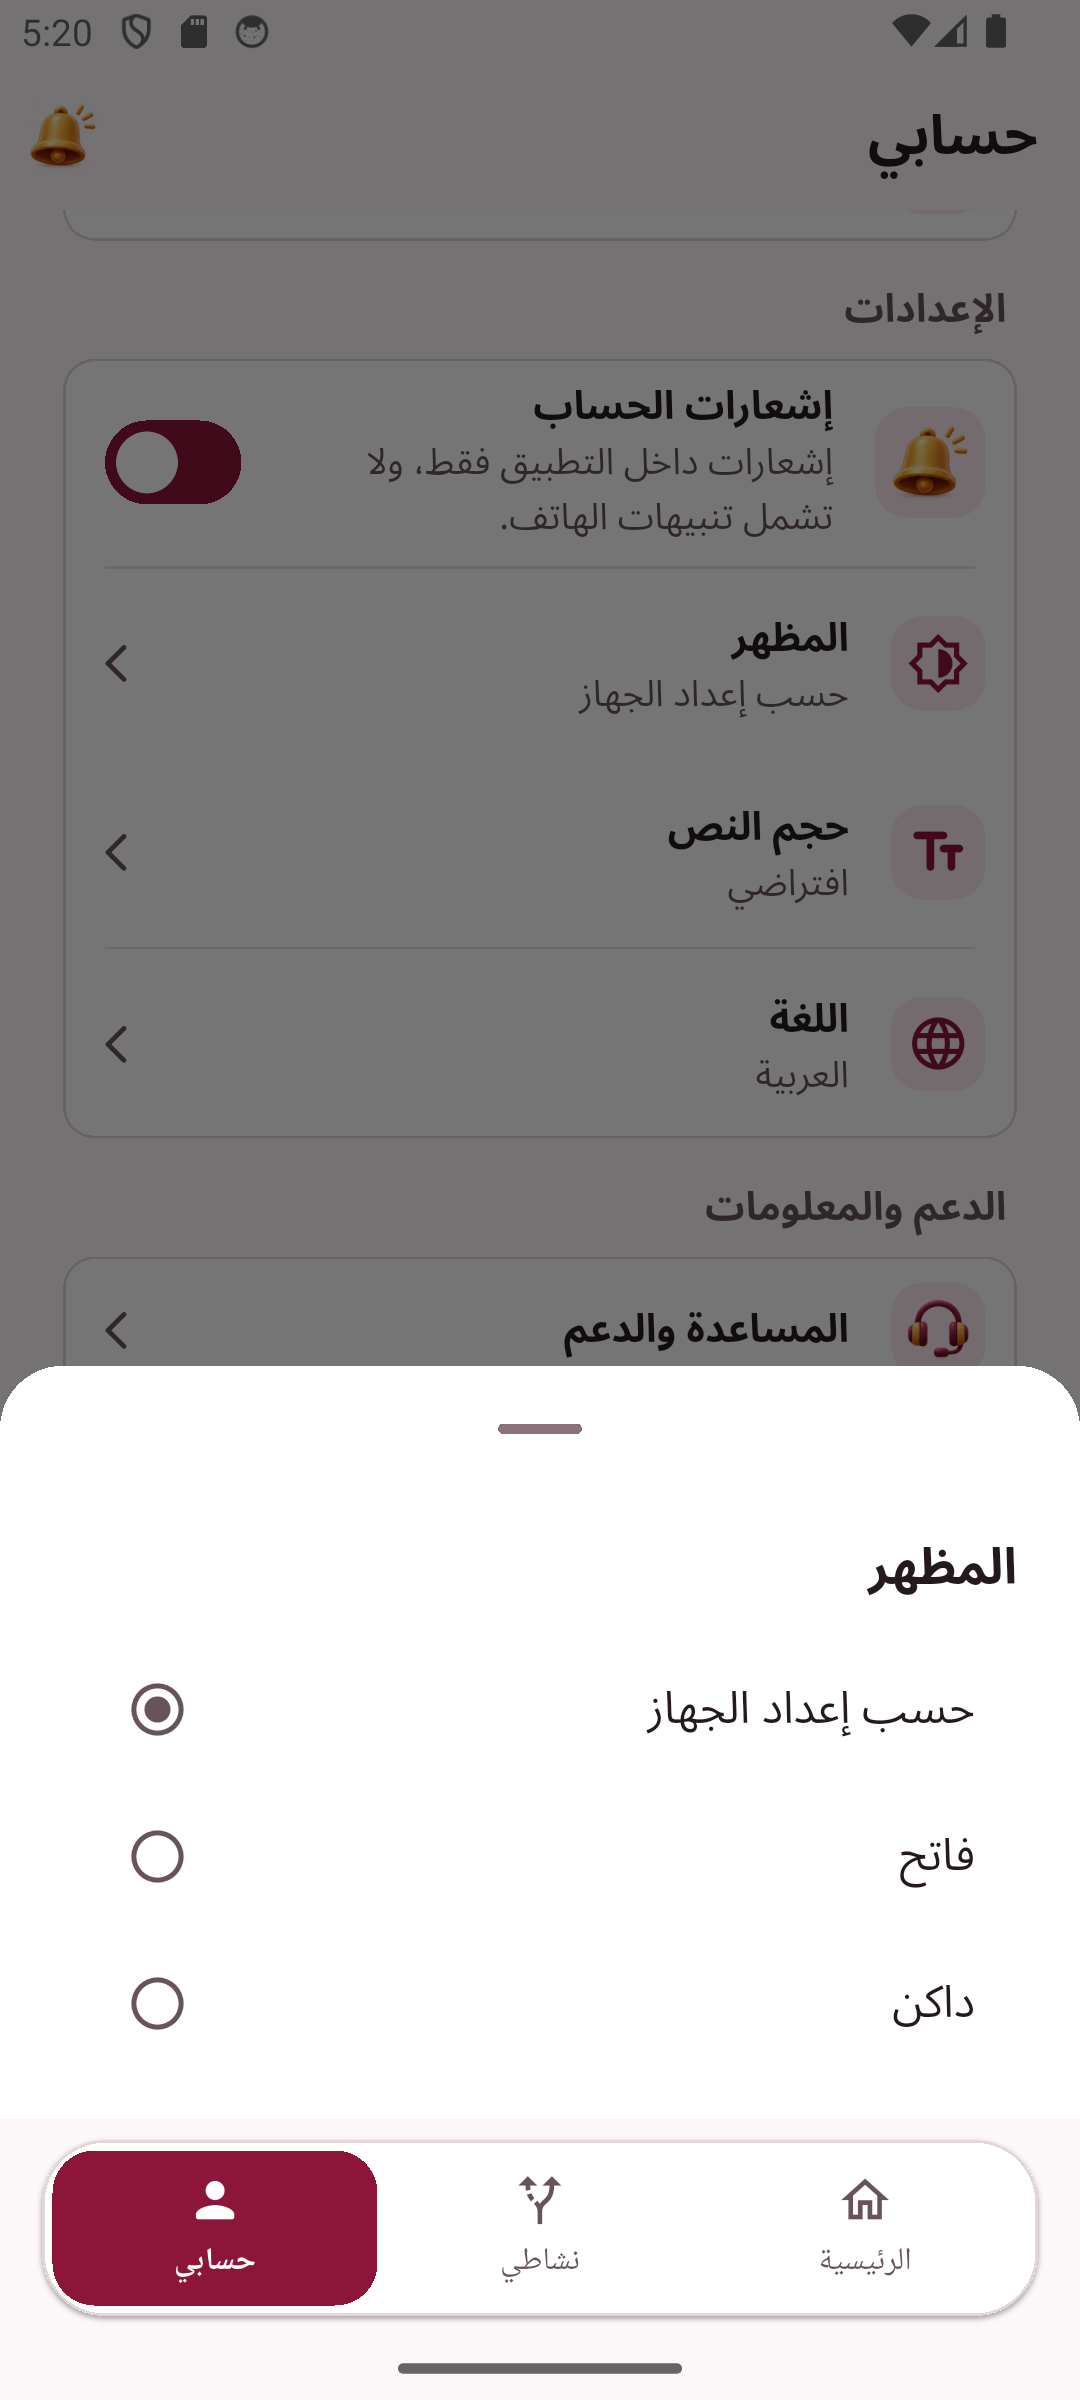 5:20
حسابي
الإعدادات
إشعارات الحساب
إشعارات داخل التطبيق فقط، ولا
تشمل تنبيهات الهاتف.
المظهر
حسب إعداد الجهاز
حجم النص
افتراضي
اللغة
العربية
الدعم والمعلومات
المساعدة والدعم
المظهر
حسب إعداد الجهاز
فاتح
داكن
الرئيسية
نشاطي
حسابي